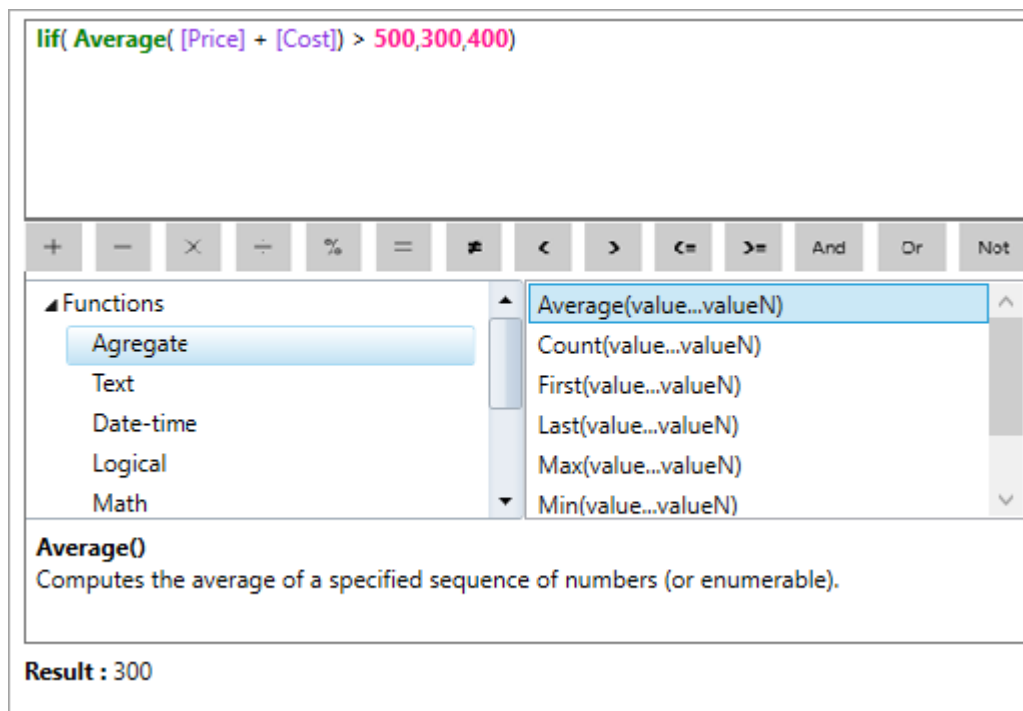 Iif( Average( [Price] + [Cost]) > 500,300,400)
+ − × ÷ % = ≠ < > <= >= And Or Not
Functions
Agregate
Text
Date-time
Logical
Math
Average(value...valueN)
Count(value...valueN)
First(value...valueN)
Last(value...valueN)
Max(value...valueN)
Min(value...valueN)
Average()
Computes the average of a specified sequence of numbers (or enumerable).
Result : 300